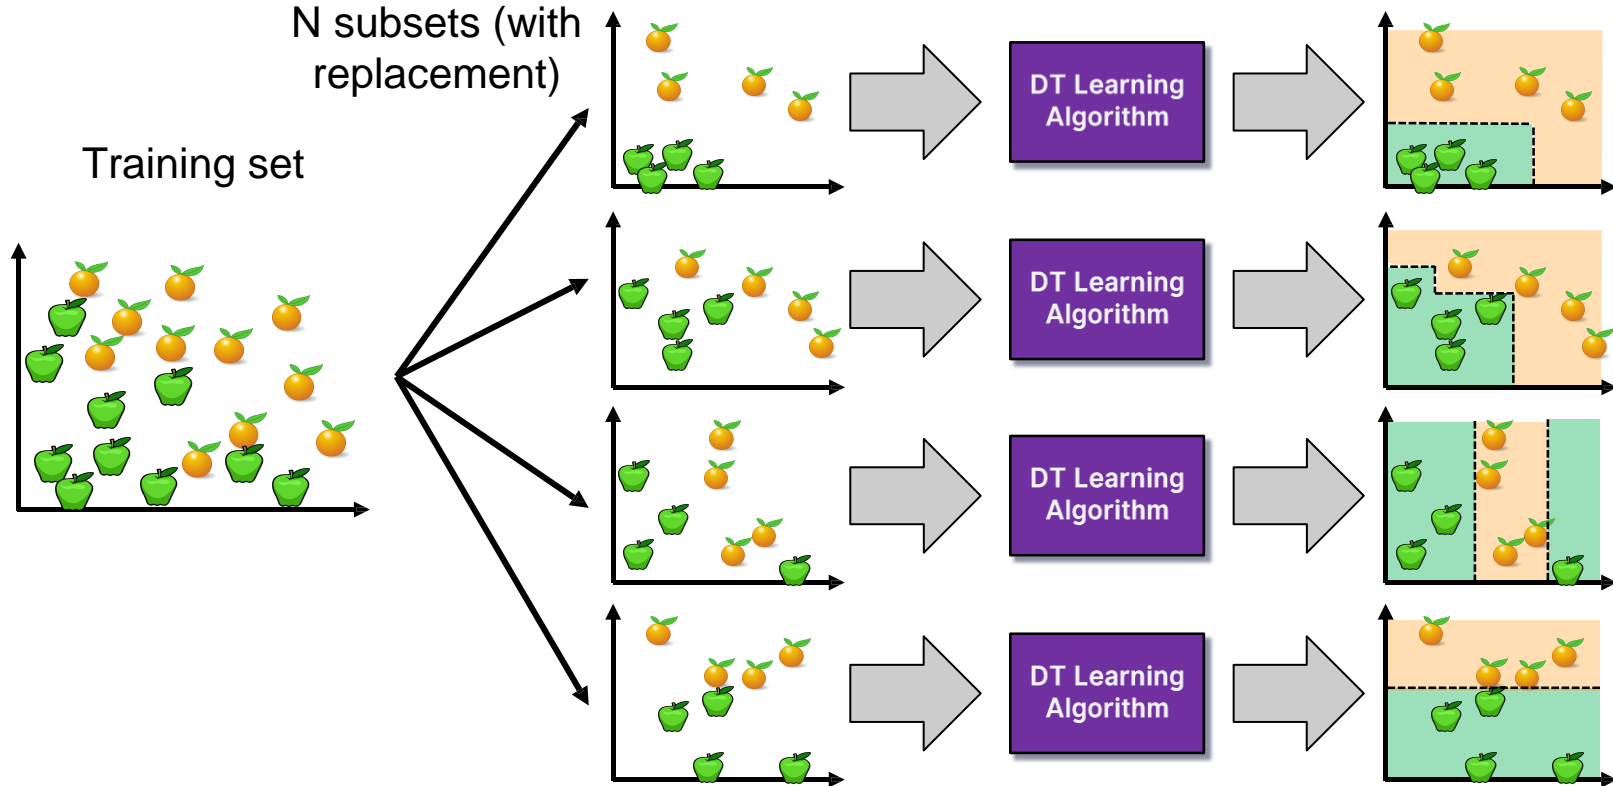 N subsets (with
replacement)
Training set
DT Learning
Algorithm
DT Learning
Algorithm
DT Learning
Algorithm
DT Learning
Algorithm